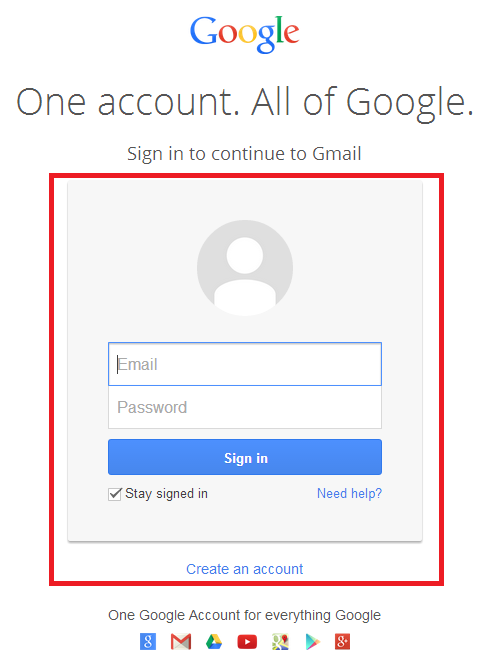 Google
One account. All of Google.
Sign in to continue to Gmail
Email
Password
Sign in
Stay signed in Need help?
Create an account
One Google Account for everything Google